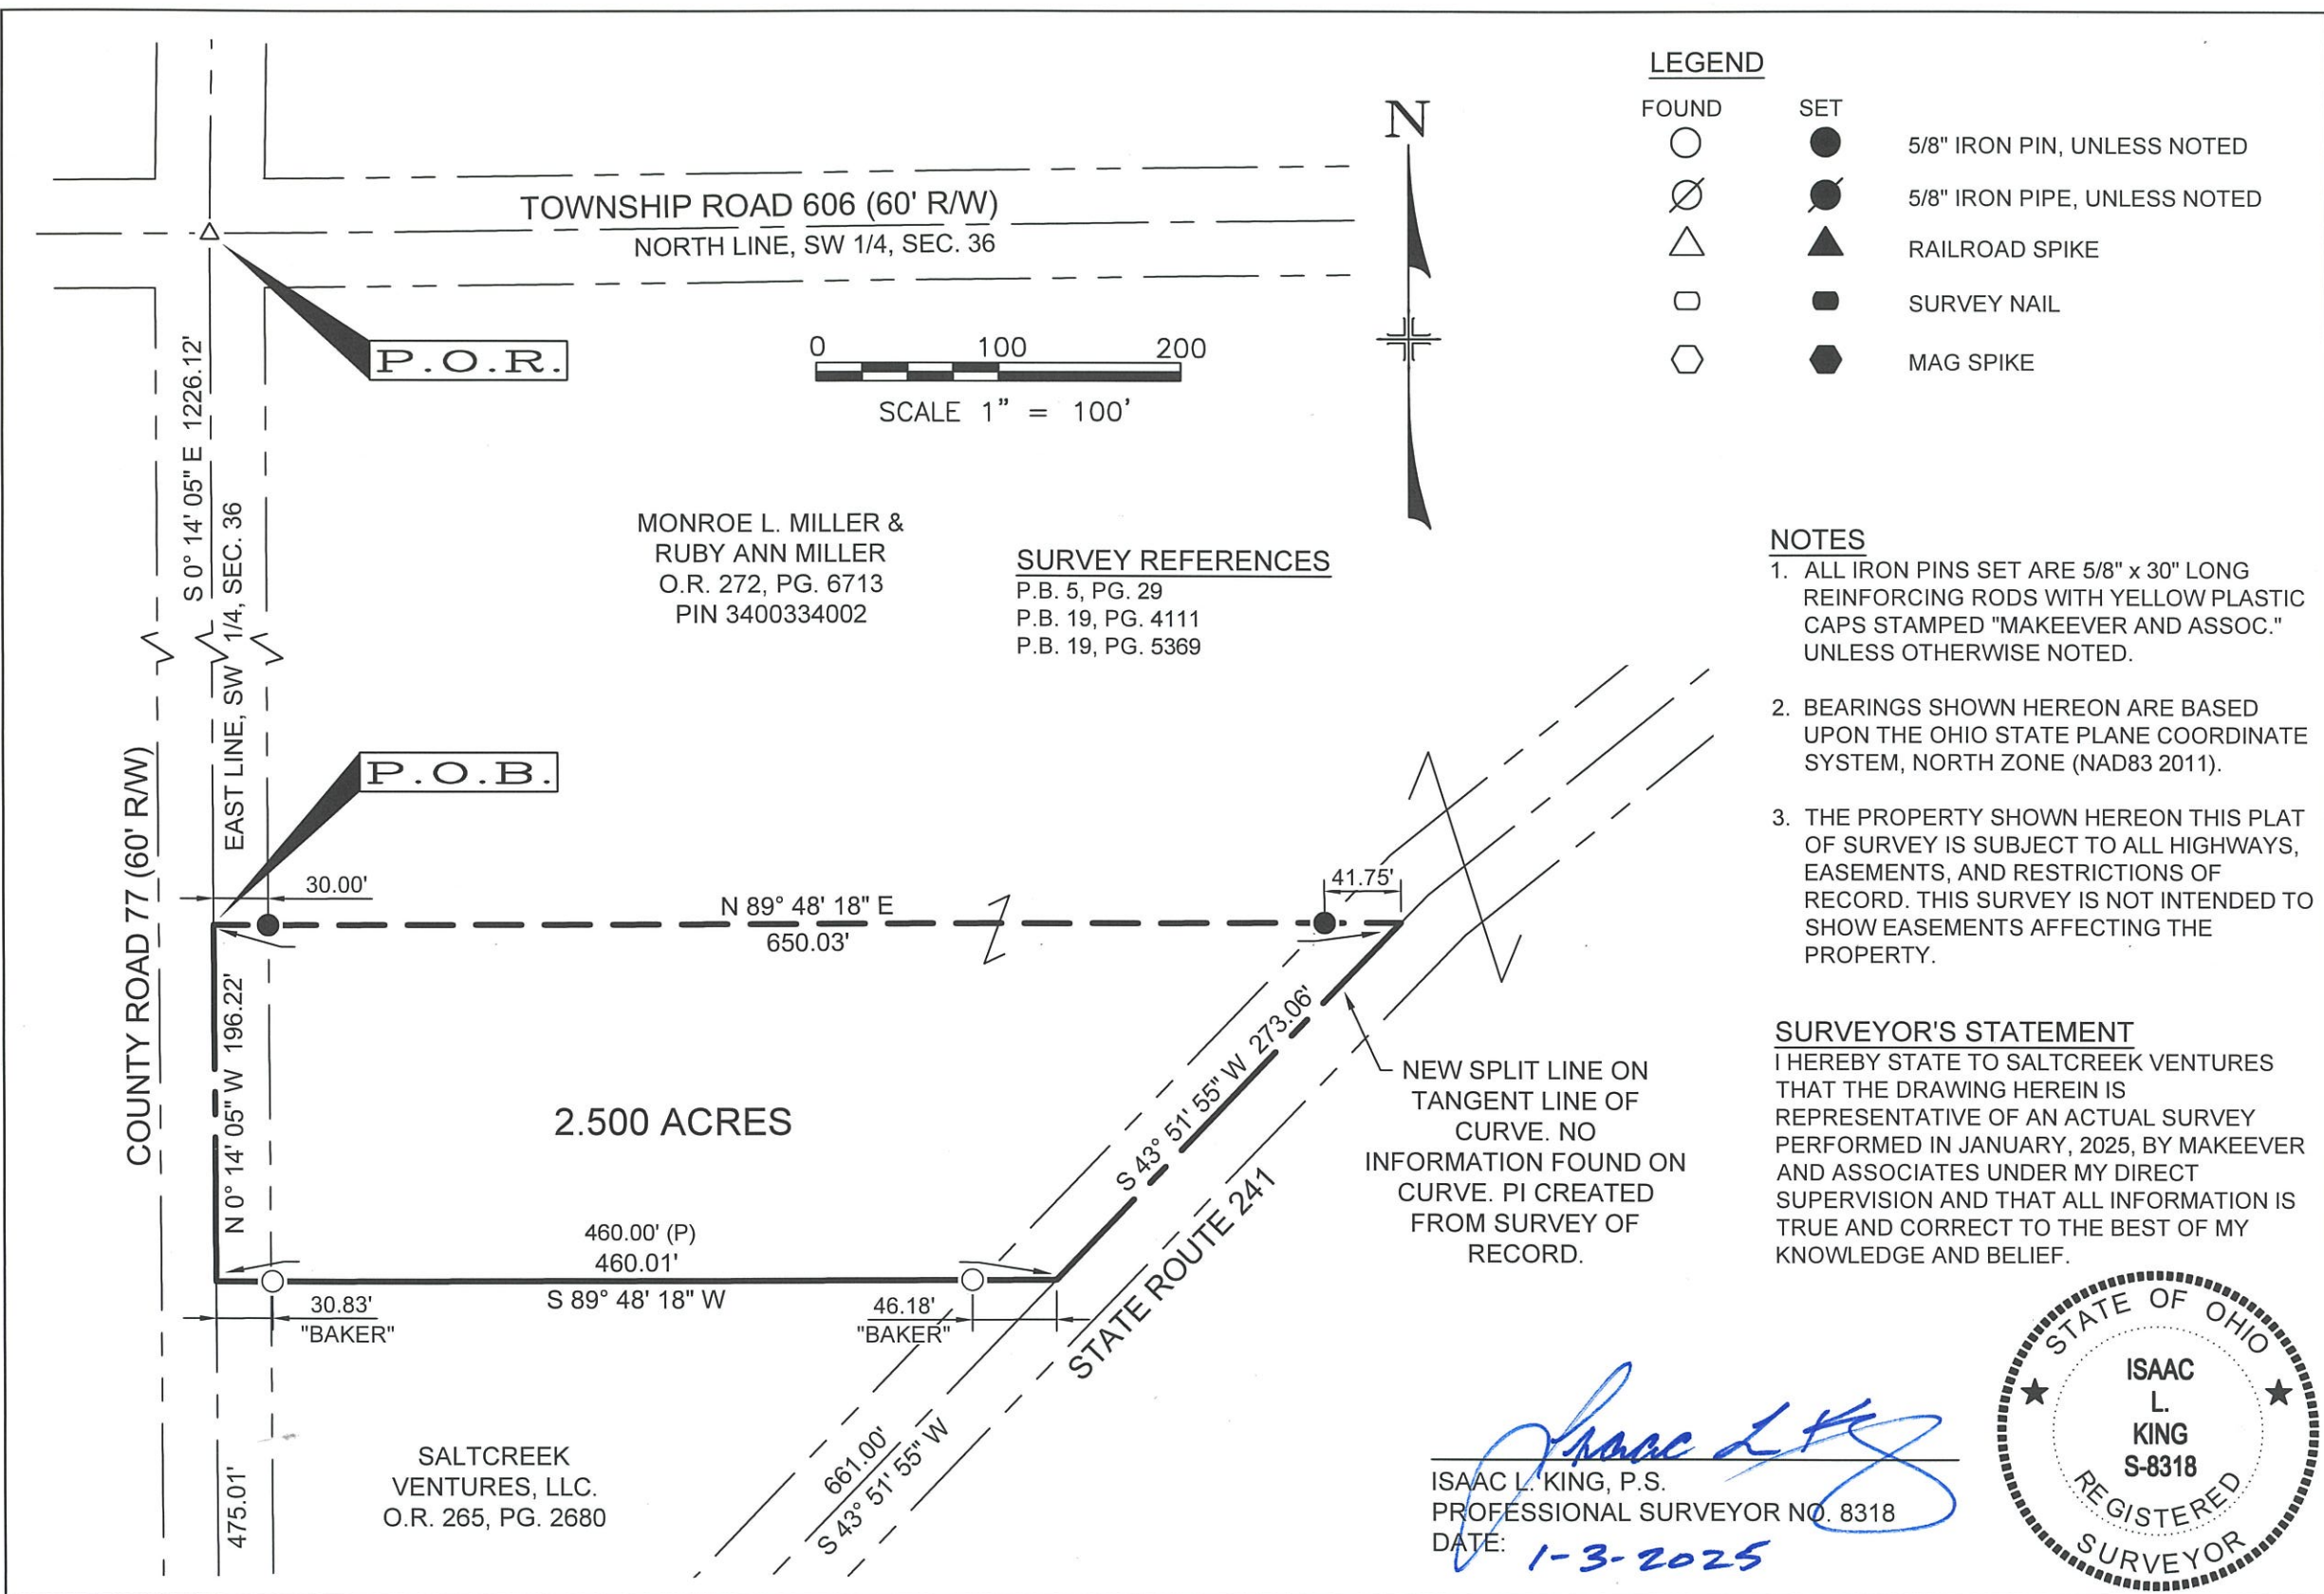 LEGEND
FOUND SET
5/8" IRON PIN, UNLESS NOTED
5/8" IRON PIPE, UNLESS NOTED
RAILROAD SPIKE
SURVEY NAIL
MAG SPIKE
N
TOWNSHIP ROAD 606 (60' R/W)
NORTH LINE, SW 1/4, SEC. 36
P.O.R.
0 100 200
SCALE 1" = 100'
S 0° 14' 05" E 1226.12'
EAST LINE, SW 1/4, SEC. 36
MONROE L. MILLER &
RUBY ANN MILLER
O.R. 272, PG. 6713
PIN 3400334002
SURVEY REFERENCES
P.B. 5, PG. 29
P.B. 19, PG. 4111
P.B. 19, PG. 5369
NOTES
1. ALL IRON PINS SET ARE 5/8" x 30" LONG
REINFORCING RODS WITH YELLOW PLASTIC
CAPS STAMPED "MAKEEVER AND ASSOC."
UNLESS OTHERWISE NOTED.
2. BEARINGS SHOWN HEREON ARE BASED
UPON THE OHIO STATE PLANE COORDINATE
SYSTEM, NORTH ZONE (NAD83 2011).
3. THE PROPERTY SHOWN HEREON THIS PLAT
OF SURVEY IS SUBJECT TO ALL HIGHWAYS,
EASEMENTS, AND RESTRICTIONS OF
RECORD. THIS SURVEY IS NOT INTENDED TO
SHOW EASEMENTS AFFECTING THE
PROPERTY.
P.O.B.
COUNTY ROAD 77 (60' R/W)
30.00'
N 89° 48' 18" E
650.03'
41.75'
N 0° 14' 05" W 196.22'
2.500 ACRES
S 43° 51' 55" W 273.06'
NEW SPLIT LINE ON
TANGENT LINE OF
CURVE. NO
INFORMATION FOUND ON
CURVE. PI CREATED
FROM SURVEY OF
RECORD.
460.00' (P)
460.01'
S 89° 48' 18" W
30.83'
"BAKER"
46.18'
"BAKER"
STATE ROUTE 241
661.00'
S 43° 51' 55" W
475.01'
SALTCREEK
VENTURES, LLC.
O.R. 265, PG. 2680
SURVEYOR'S STATEMENT
I HEREBY STATE TO SALTCREEK VENTURES
THAT THE DRAWING HEREIN IS
REPRESENTATIVE OF AN ACTUAL SURVEY
PERFORMED IN JANUARY, 2025, BY MAKEEVER
AND ASSOCIATES UNDER MY DIRECT
SUPERVISION AND THAT ALL INFORMATION IS
TRUE AND CORRECT TO THE BEST OF MY
KNOWLEDGE AND BELIEF.
Isaac L King
ISAAC L. KING, P.S.
PROFESSIONAL SURVEYOR NO. 8318
DATE: 1-3-2025
STATE OF OHIO
ISAAC
L.
KING
S-8318
REGISTERED
SURVEYOR